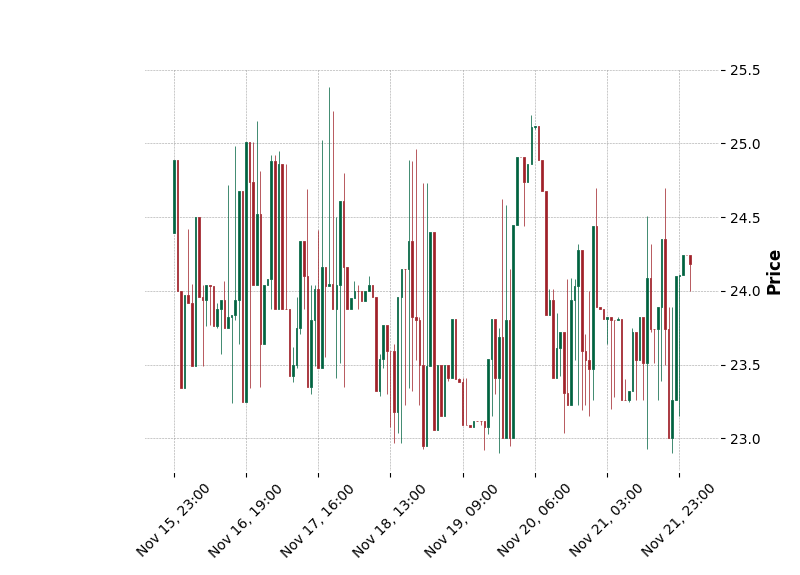 25.5
25.0
24.5
24.0
23.5
23.0
Price
Nov 15, 23:00
Nov 16, 19:00
Nov 17, 16:00
Nov 18, 13:00
Nov 19, 09:00
Nov 20, 06:00
Nov 21, 03:00
Nov 21, 23:00